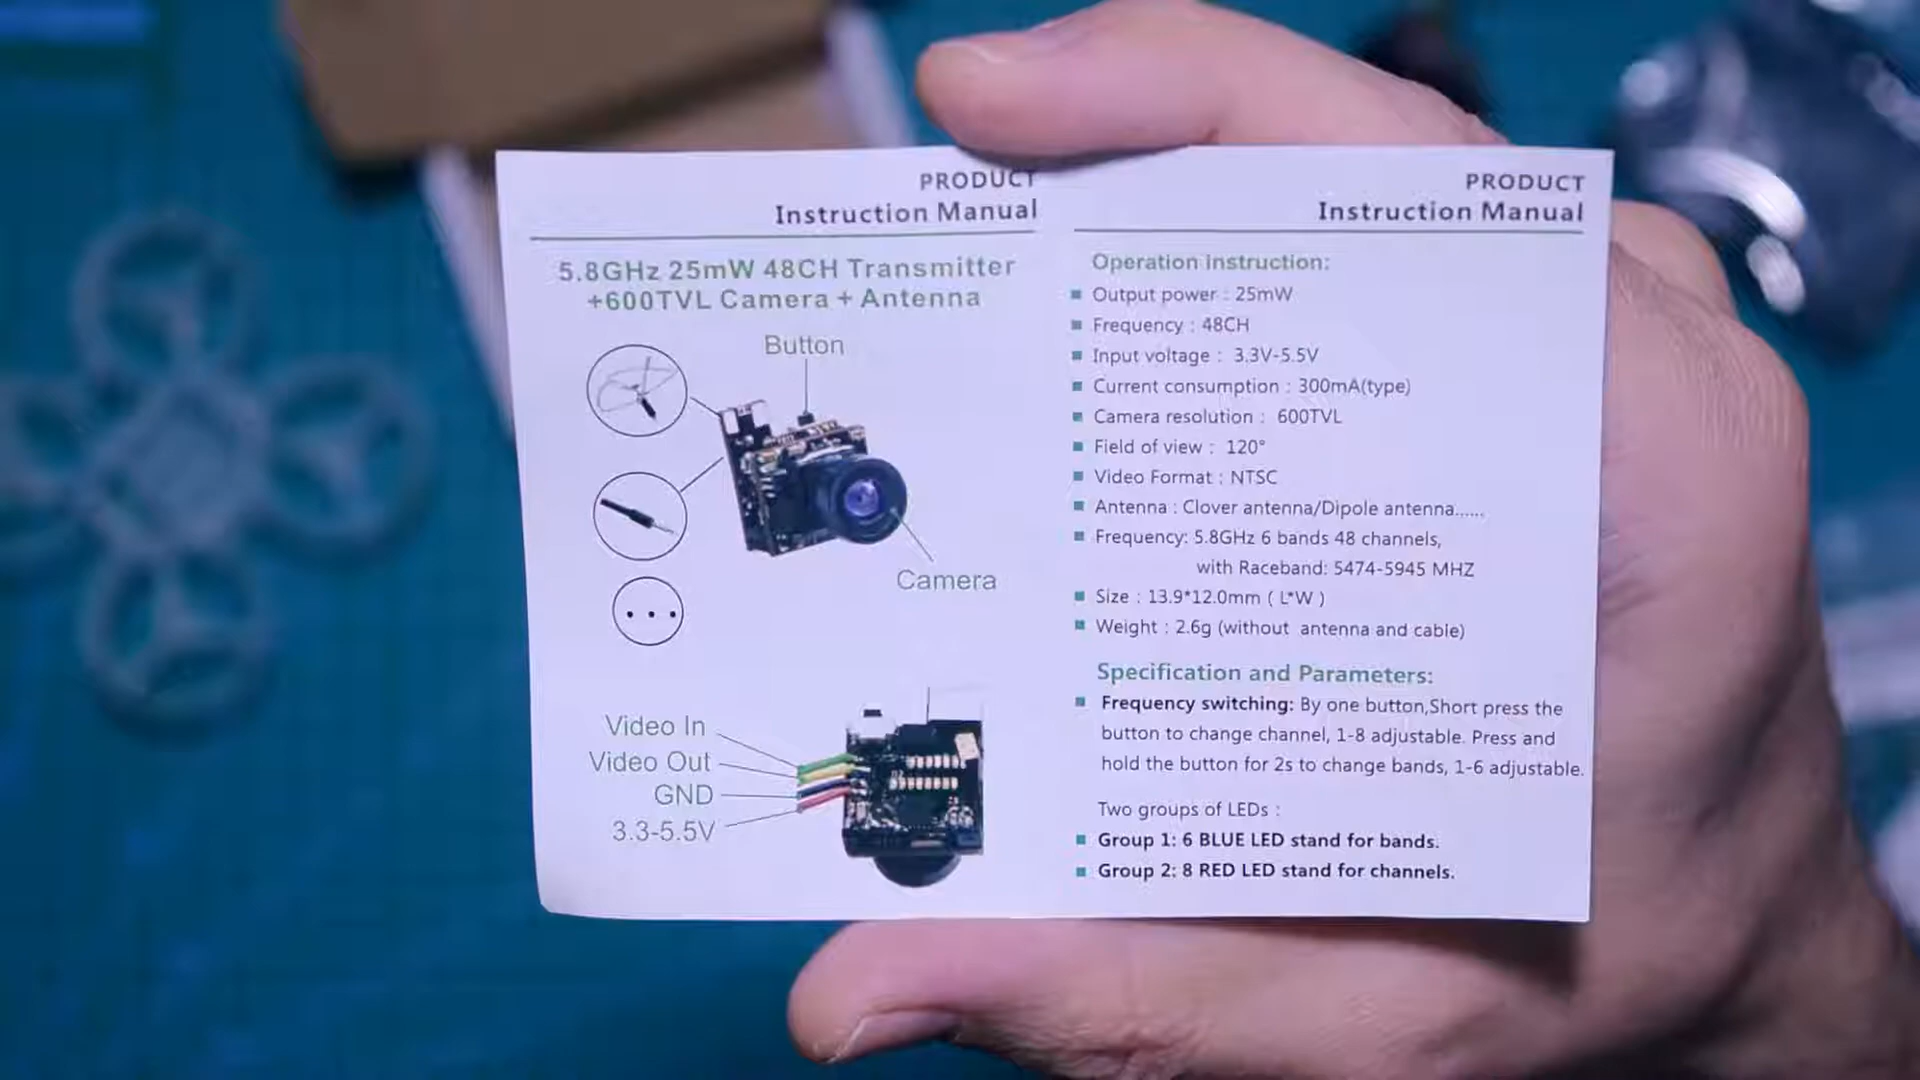 PRODUCT
Instruction Manual
5.8GHz 25mW 48CH Transmitter
+600TVL Camera + Antenna
Button
Camera
Video In
Video Out
GND
3.3-5.5V
PRODUCT
Instruction Manual
Operation Instruction:
Output power : 25mW
Frequency : 48CH
Input voltage : 3.3V-5.5V
Current consumption : 300mA(type)
Camera resolution : 600TVL
Field of view : 120°
Video Format : NTSC
Antenna : Clover antenna/Dipole antenna......
Frequency: 5.8GHz 6 bands 48 channels,
with Raceband: 5474-5945 MHZ
Size : 13.9*12.0mm ( L*W )
Weight : 2.6g (without antenna and cable)
Specification and Parameters:
Frequency switching: By one button,Short press the
button to change channel, 1-8 adjustable. Press and
hold the button for 2s to change bands, 1-6 adjustable.
Two groups of LEDs :
Group 1: 6 BLUE LED stand for bands.
Group 2: 8 RED LED stand for channels.